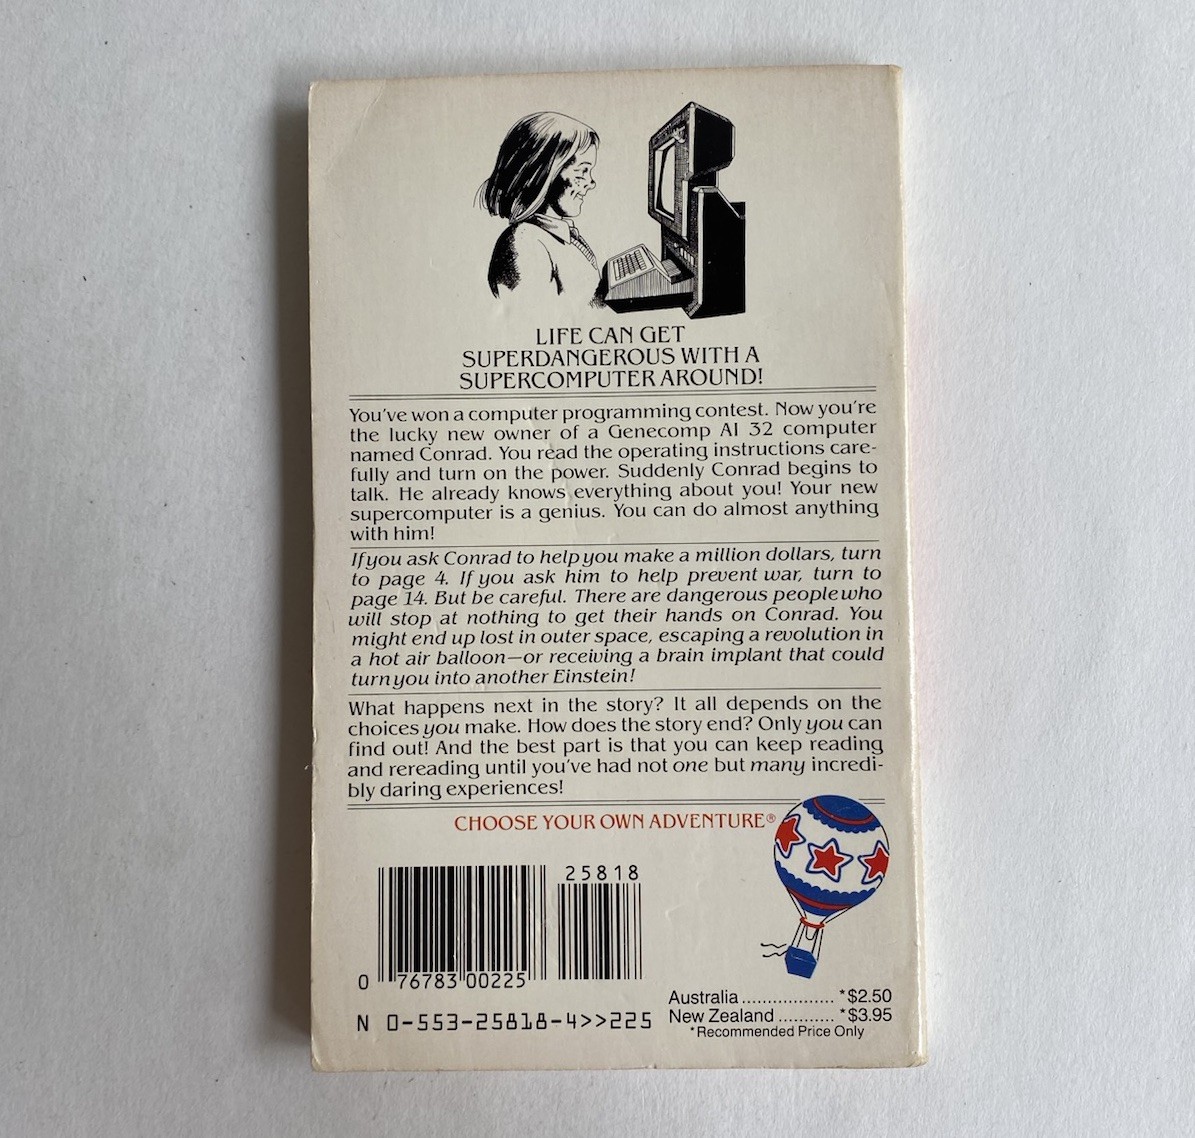 LIFE CAN GET
SUPERDANGEROUS WITH A
SUPERCOMPUTER AROUND!
You've won a computer programming contest. Now you're
the lucky new owner of a Genecomp AI 32 computer
named Conrad. You read the operating instructions care-
fully and turn on the power. Suddenly Conrad begins to
talk. He already knows everything about you! Your new
supercomputer is a genius. You can do almost anything
with him!
If you ask Conrad to help you make a million dollars, turn
to page 4. If you ask him to help prevent war, turn to
page 14. But be careful. There are dangerous people who
will stop at nothing to get their hands on Conrad. You
might end up lost in outer space, escaping a revolution in
a hot air balloon—or receiving a brain implant that could
turn you into another Einstein!
What happens next in the story? It all depends on the
choices you make. How does the story end? Only you can
find out! And the best part is that you can keep reading
and rereading until you've had not one but many incredi-
bly daring experiences!
CHOOSE YOUR OWN ADVENTURE®
25818
0 76783 00225
N 0-553-25818-4>>225
Australia .................. *$2.50
New Zealand ........... *$3.95
*Recommended Price Only